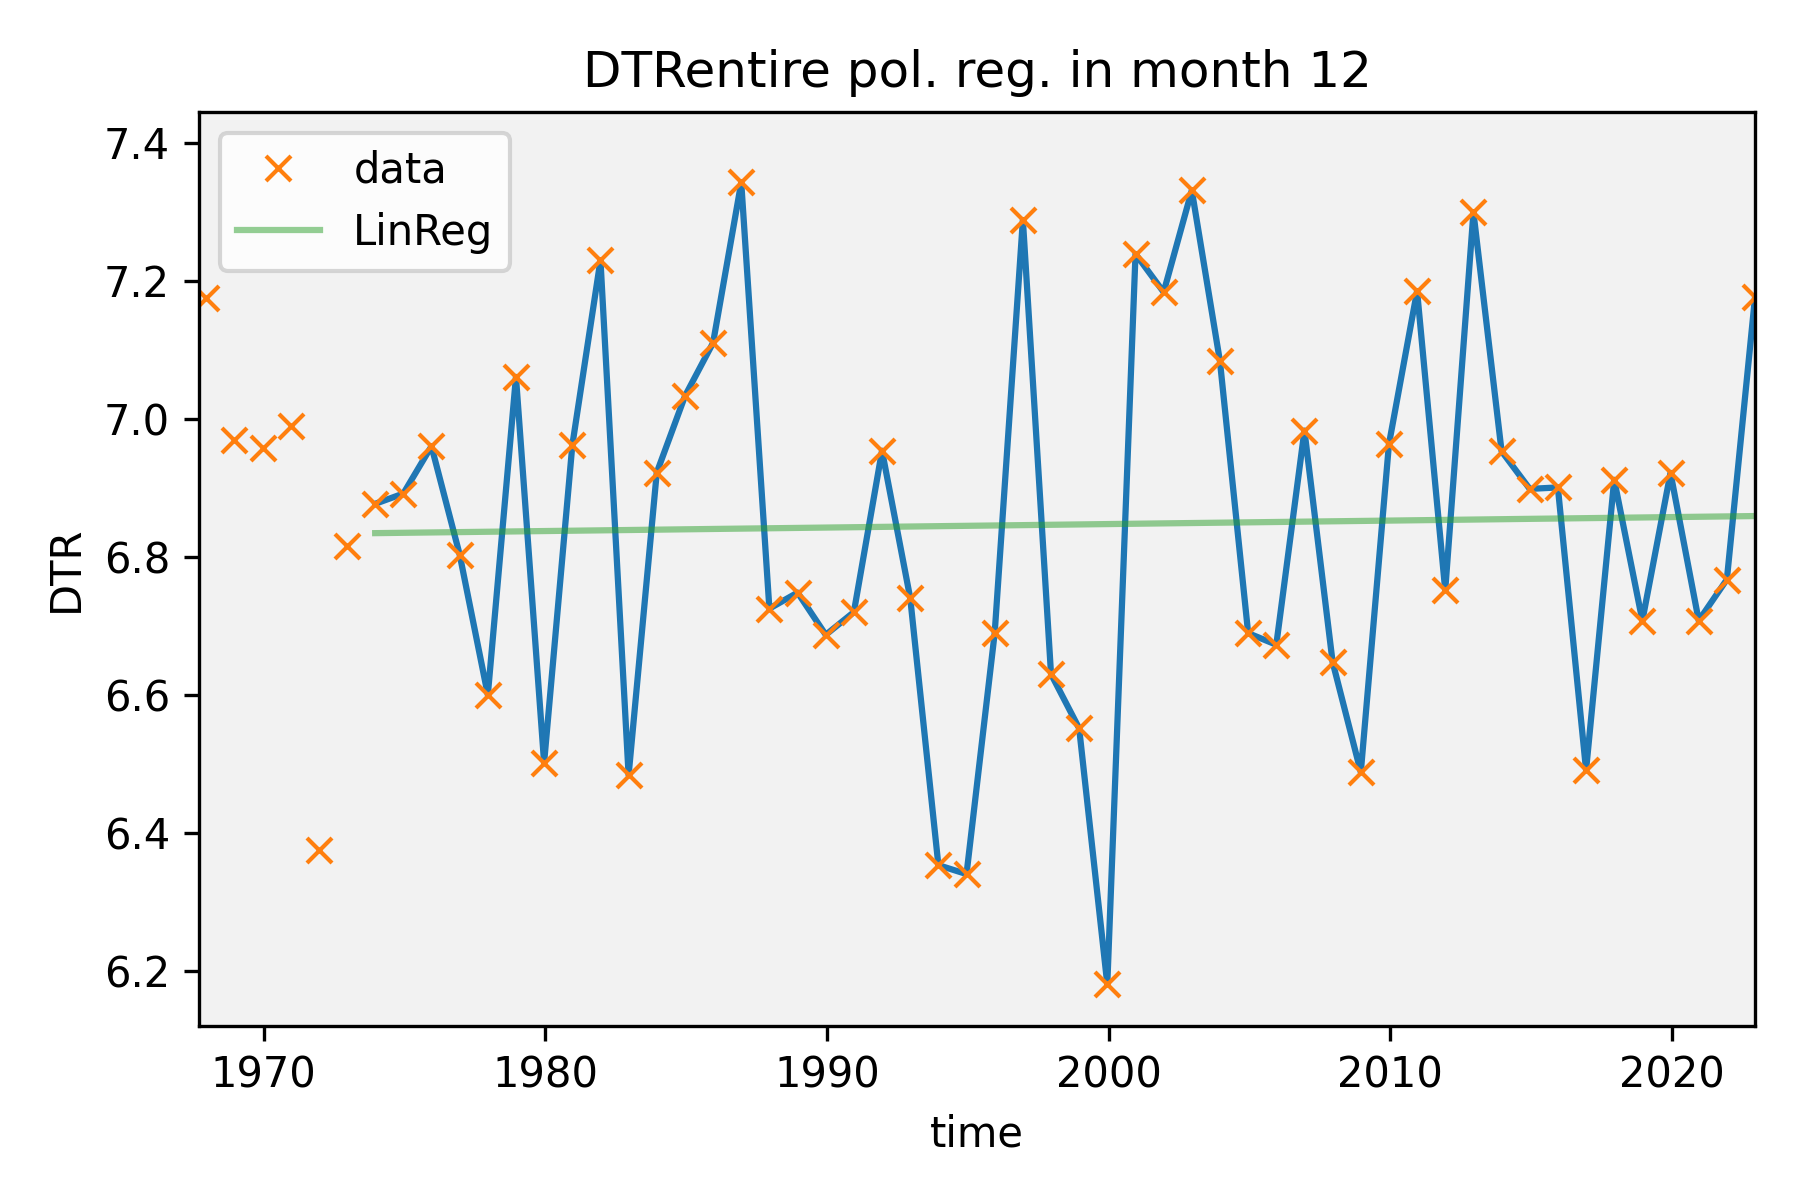 DTRentire pol. reg. in month 12
data
LinReg
7.4
7.2
7.0
6.8
6.6
6.4
6.2
DTR
1970 1980 1990 2000 2010 2020
time